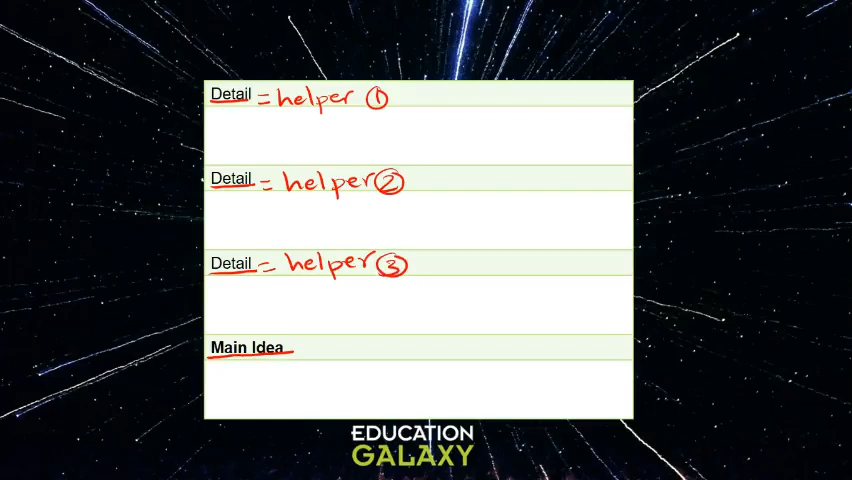 Detail = helper ①
Detail = helper ②
Detail = helper ③
Main Idea
EDUCATION
GALAXY